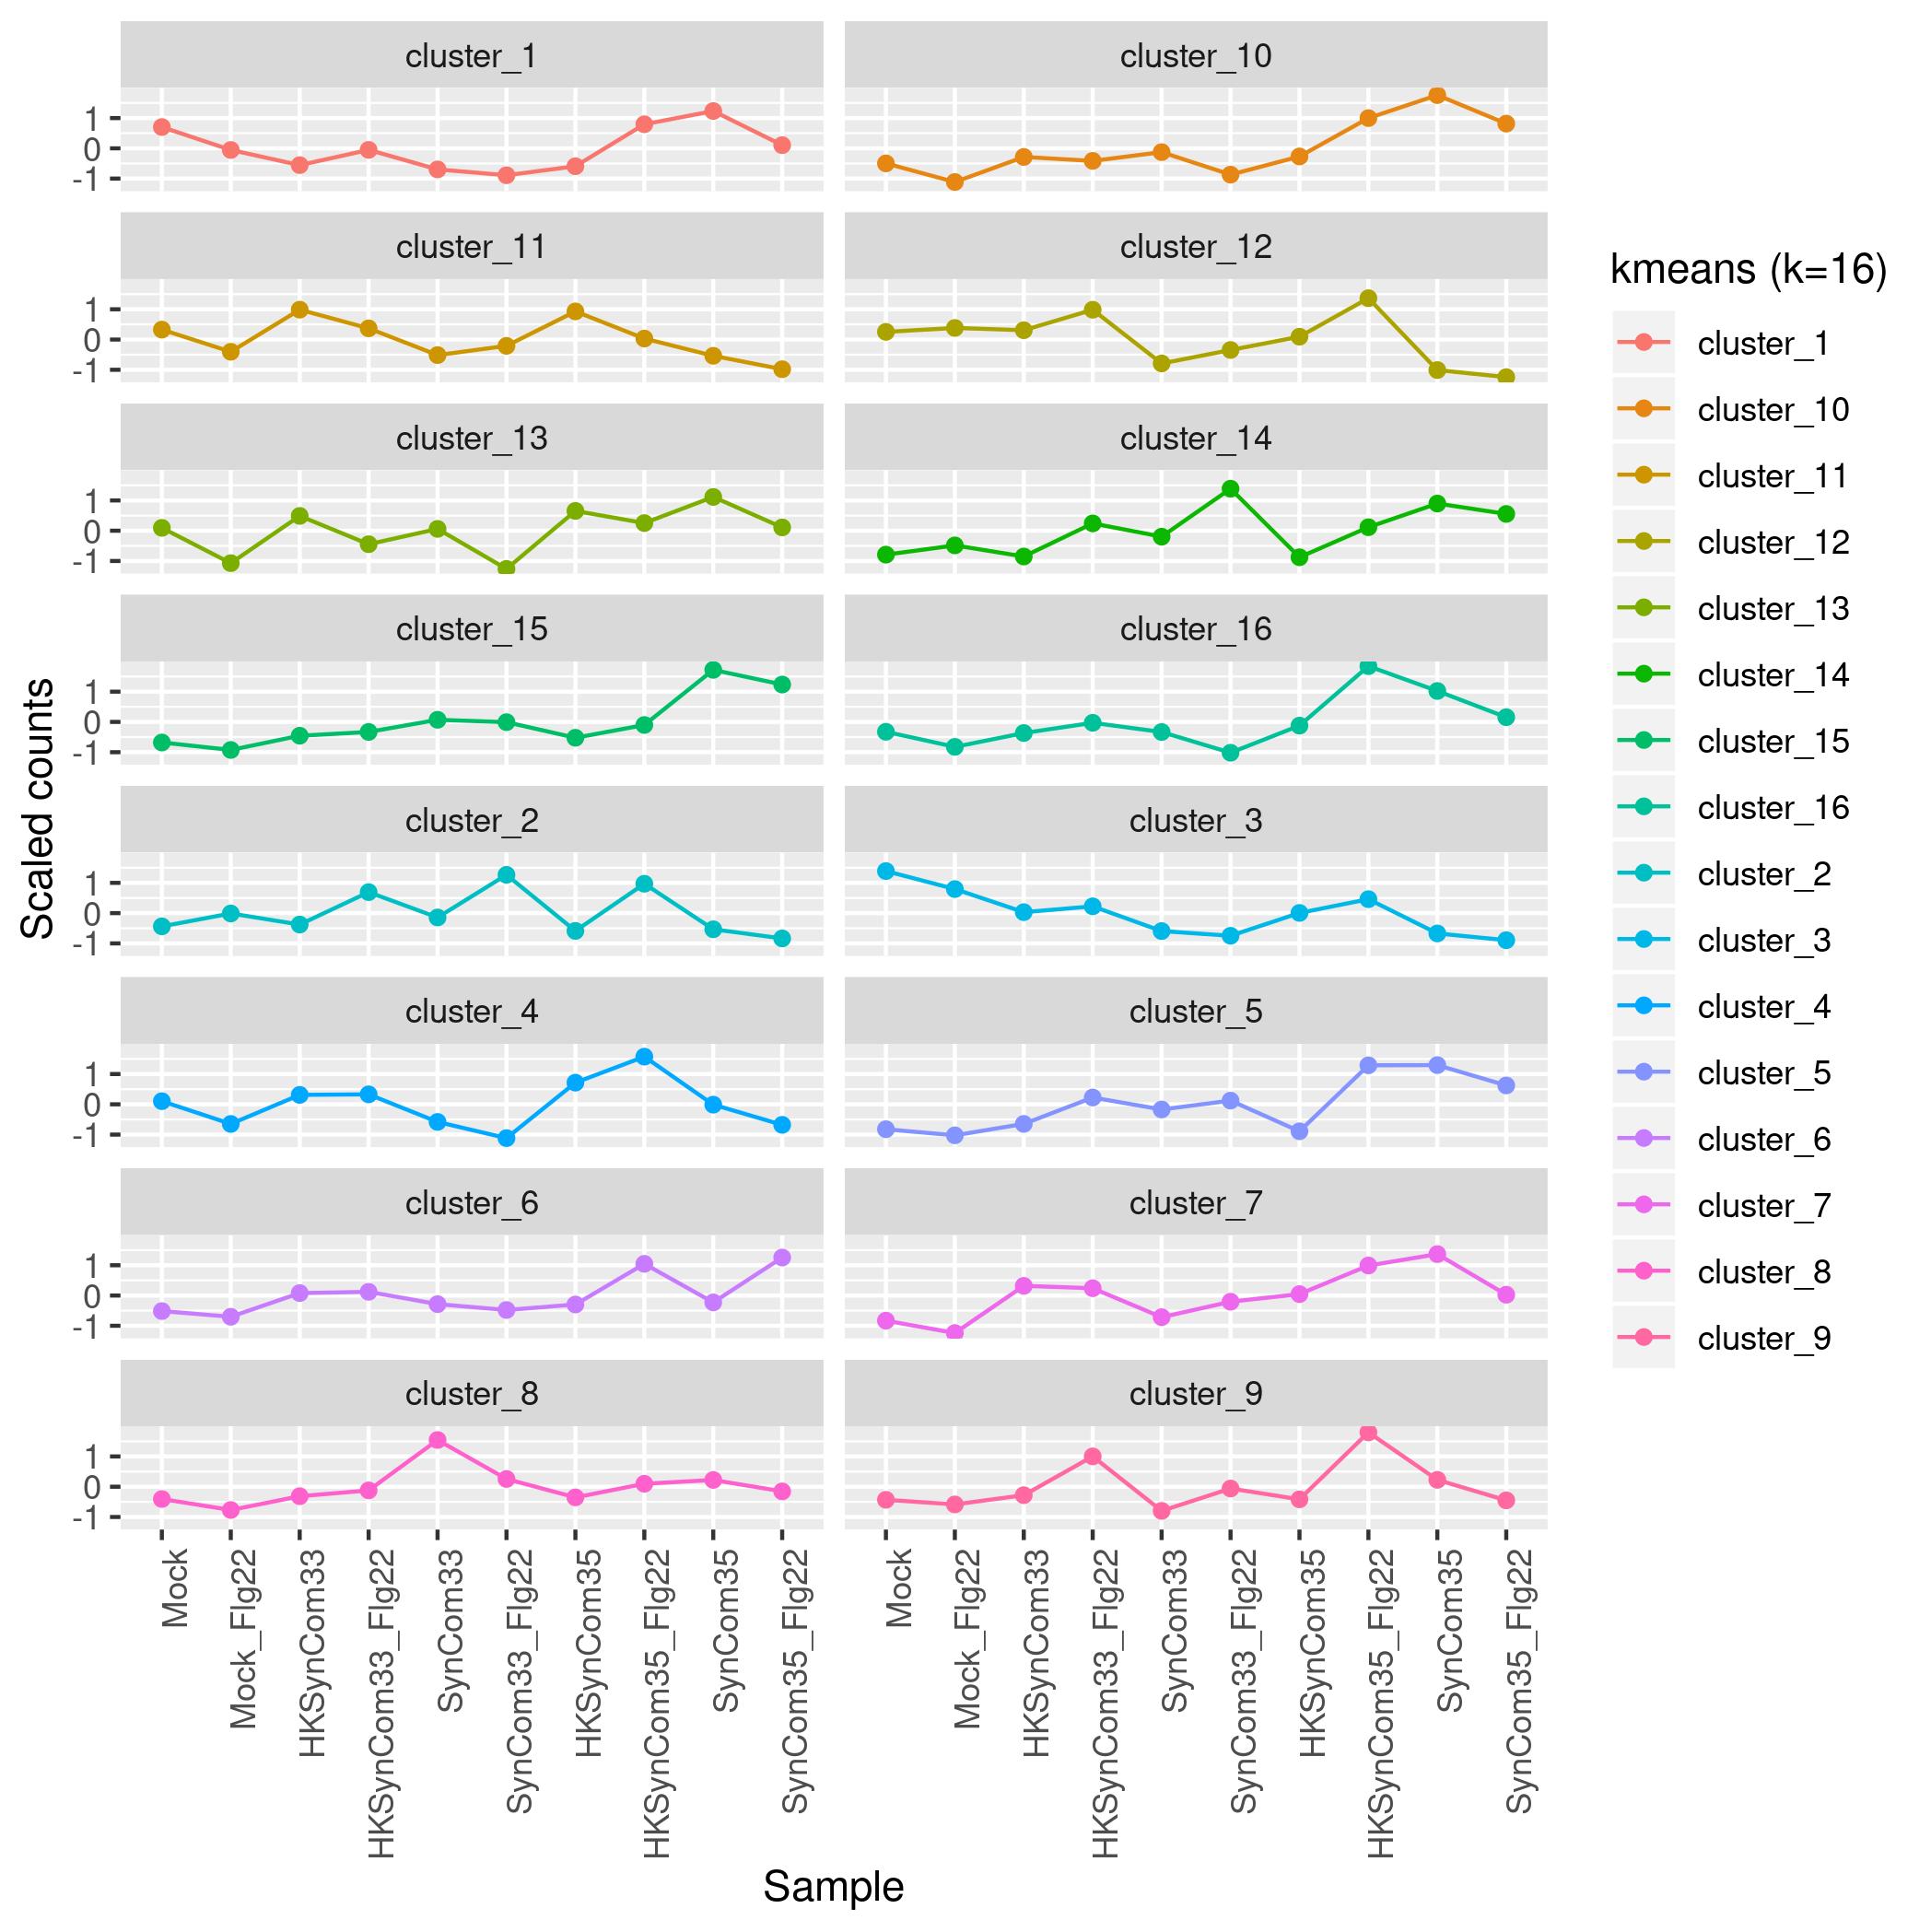 cluster_1
cluster_10
1
0
-1
cluster_11
cluster_12
1
0
-1
cluster_13
cluster_14
1
0
-1
cluster_15
cluster_16
1
0
-1
cluster_2
cluster_3
1
0
-1
cluster_4
cluster_5
1
0
-1
cluster_6
cluster_7
1
0
-1
cluster_8
cluster_9
1
0
-1
Scaled counts
Mock
Mock_Flg22
HKSynCom33
HKSynCom33_Flg22
SynCom33
SynCom33_Flg22
HKSynCom35
HKSynCom35_Flg22
SynCom35
SynCom35_Flg22
Mock
Mock_Flg22
HKSynCom33
HKSynCom33_Flg22
SynCom33
SynCom33_Flg22
HKSynCom35
HKSynCom35_Flg22
SynCom35
SynCom35_Flg22
Sample
kmeans (k=16)
cluster_1
cluster_10
cluster_11
cluster_12
cluster_13
cluster_14
cluster_15
cluster_16
cluster_2
cluster_3
cluster_4
cluster_5
cluster_6
cluster_7
cluster_8
cluster_9